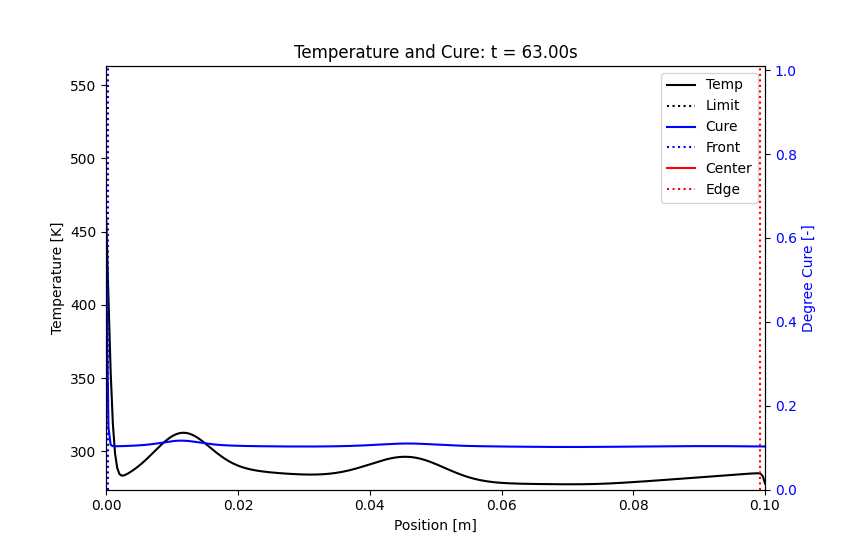 Temperature and Cure: t = 63.00s
Temperature [K]
550
500
450
400
350
300
Temp
Limit
Cure
Front
Center
Edge
1.0
0.8
0.6
0.4
0.2
0.0
Degree Cure [-]
0.00
0.02
0.04
0.06
0.08
0.10
Position [m]